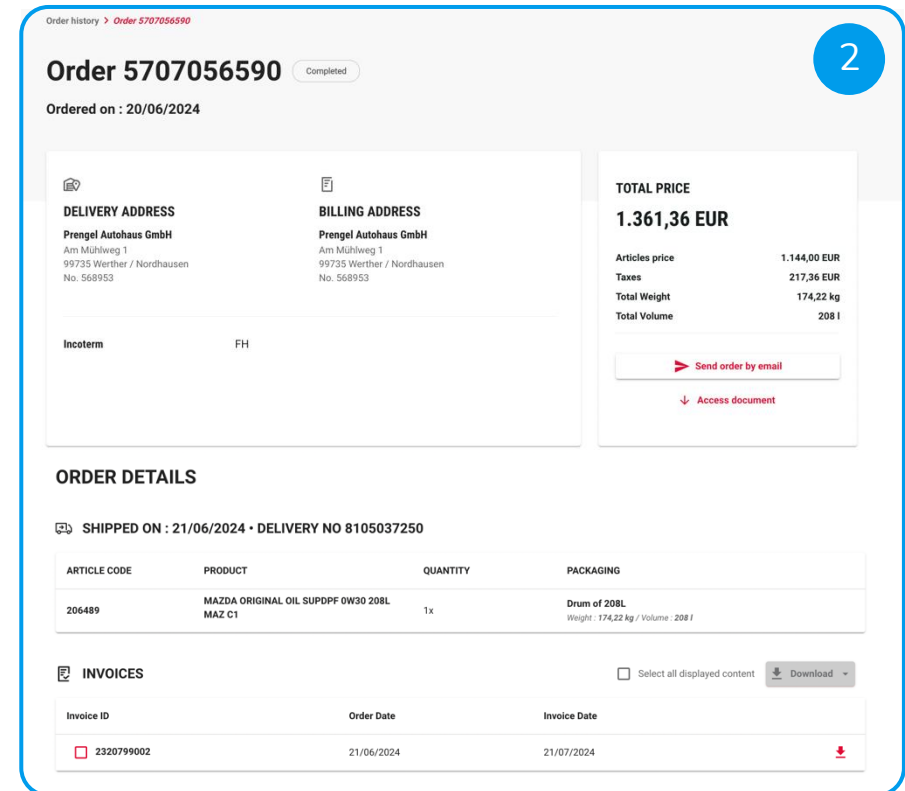 Order history > Order 5707056590
2
Order 5707056590 Completed
Ordered on : 20/06/2024
DELIVERY ADDRESS
Prengel Autohaus GmbH
Am Mühlweg 1
99735 Werther / Nordhausen
No. 568953
BILLING ADDRESS
Prengel Autohaus GmbH
Am Mühlweg 1
99735 Werther / Nordhausen
No. 568953
Incoterm FH
TOTAL PRICE
1.361,36 EUR
Articles price 1.144,00 EUR
Taxes 217,36 EUR
Total Weight 174,22 kg
Total Volume 208 l
Send order by email
Access document
ORDER DETAILS
SHIPPED ON : 21/06/2024 • DELIVERY NO 8105037250
ARTICLE CODE PRODUCT QUANTITY PACKAGING
206489 MAZDA ORIGINAL OIL SUPDPF 0W30 208L 1x Drum of 208L
MAZ C1 Weight : 174,22 kg / Volume : 208 l
INVOICES Select all displayed content Download
Invoice ID Order Date Invoice Date
2320799002 21/06/2024 21/07/2024